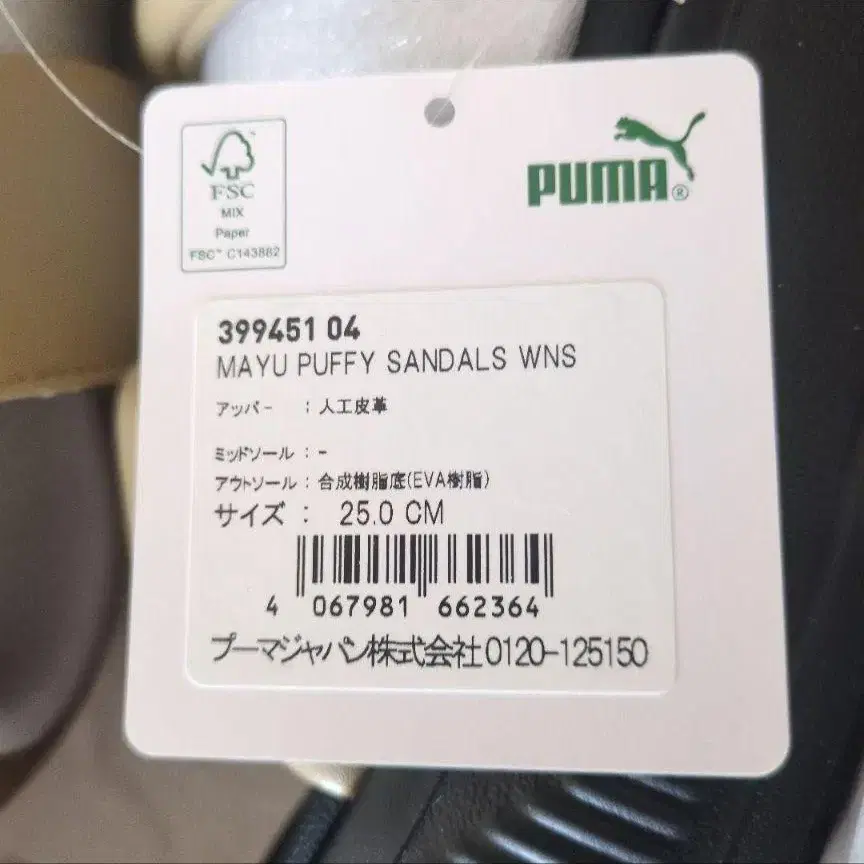 FSC
MIX
Paper
FSC™ C143882
PUMA®
399451 04
MAYU PUFFY SANDALS WNS
アッパー : 人工皮革
ミッドソール : -
アウトソール : 合成樹脂底(EVA樹脂)
サイズ : 25.0 CM
4 067981 662364
プーマジャパン株式会社 0120-125150